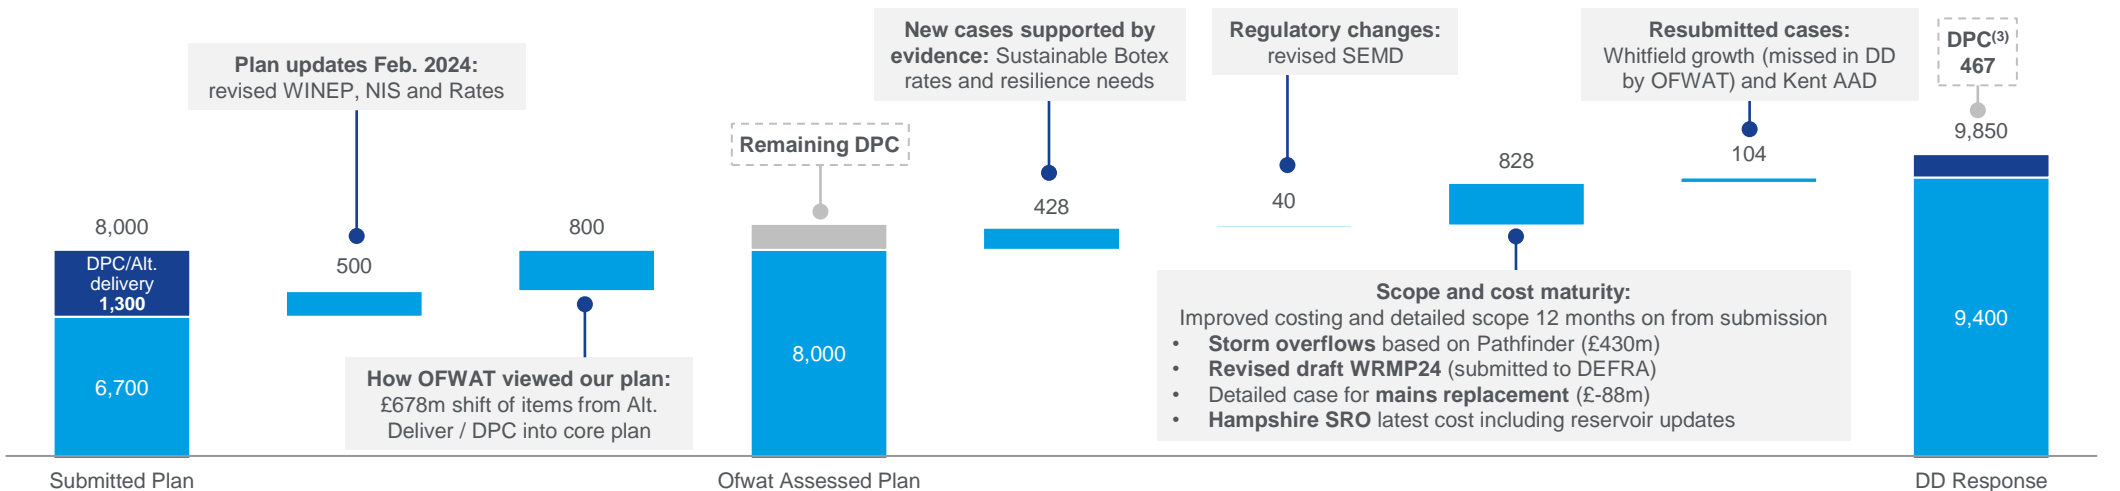 Plan updates Feb. 2024:
revised WINEP, NIS and Rates
New cases supported by
evidence: Sustainable Botex
rates and resilience needs
Regulatory changes:
revised SEMD
Resubmitted cases:
Whitfield growth (missed in DD
by OFWAT) and Kent AAD
DPC(3)
467
Remaining DPC
8,000
DPC/Alt.
delivery
1,300
6,700
500
800
8,000
428
40
828
104
9,850
9,400
How OFWAT viewed our plan:
£678m shift of items from Alt.
Deliver / DPC into core plan
Scope and cost maturity:
Improved costing and detailed scope 12 months on from submission
• Storm overflows based on Pathfinder (£430m)
• Revised draft WRMP24 (submitted to DEFRA)
• Detailed case for mains replacement (£-88m)
• Hampshire SRO latest cost including reservoir updates
Submitted Plan
Ofwat Assessed Plan
DD Response